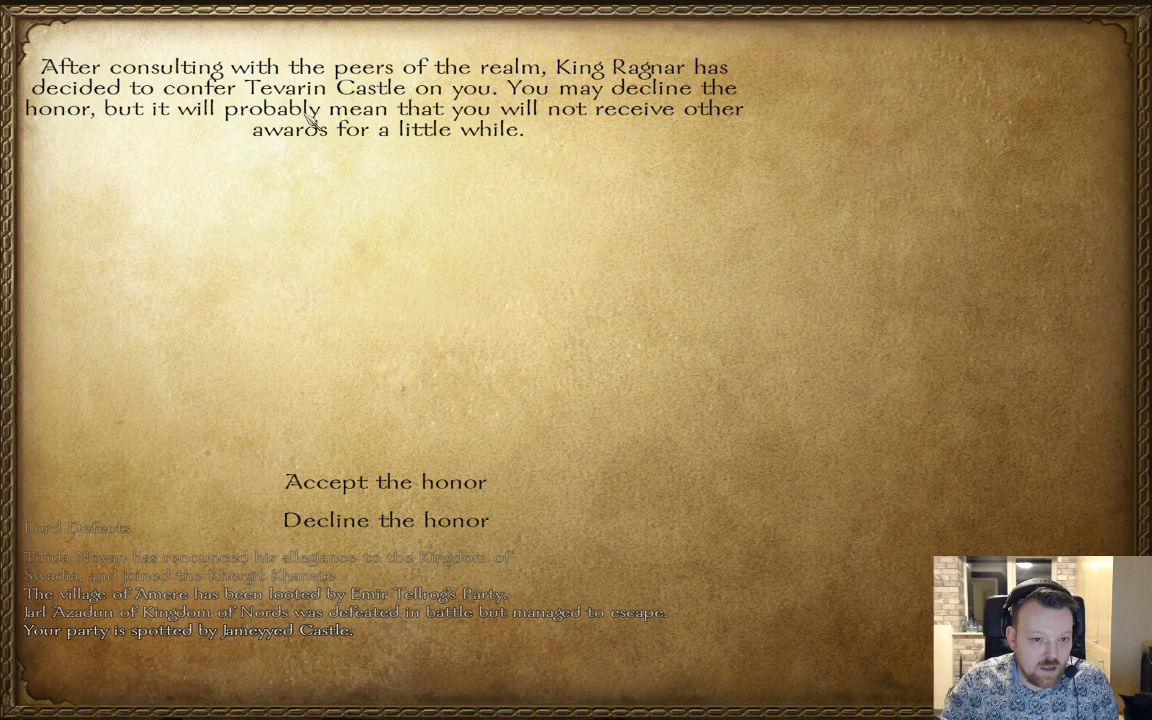 After consulting with the peers of the realm, King Ragnar has
decided to confer Tevarin Castle on you. You may decline the
honor, but it will probably mean that you will not receive other
awards for a little while.
Accept the honor
Decline the honor
Lord Defects
Tirida Noyan has renounced his allegiance to the Kingdom of
Swadia, and joined the Khergit Khanate
The village of Amere has been looted by Emir Tellrog's Party.
Jarl Azadun of Kingdom of Nords was defeated in battle but managed to escape.
Your party is spotted by Jameyyed Castle.